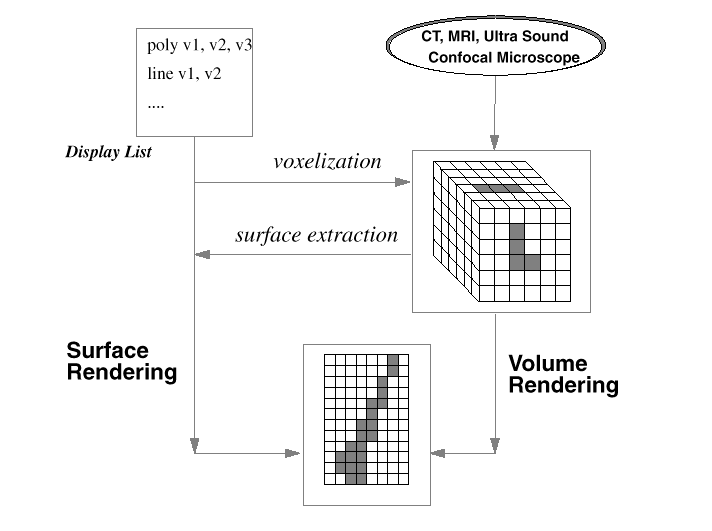 poly v1, v2, v3
line v1, v2
....
Display List
CT, MRI, Ultra Sound
Confocal Microscope
voxelization
surface extraction
Surface
Rendering
Volume
Rendering